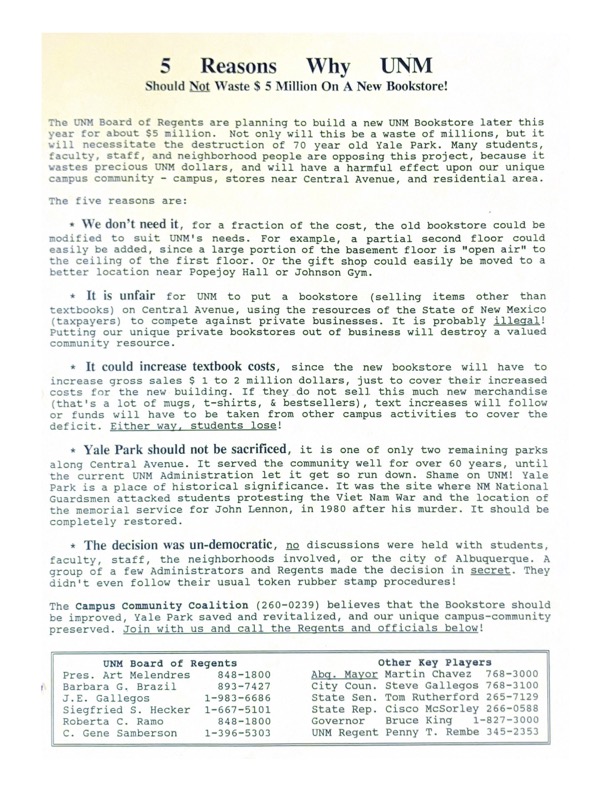 5 Reasons Why UNM
Should Not Waste $ 5 Million On A New Bookstore!
The UNM Board of Regents are planning to build a new UNM Bookstore later this
year for about $5 million. Not only will this be a waste of millions, but it
will necessitate the destruction of 70 year old Yale Park. Many students,
faculty, staff, and neighborhood people are opposing this project, because it
wastes precious UNM dollars, and will have a harmful effect upon our unique
campus community - campus, stores near Central Avenue, and residential area.
The five reasons are:
* We don't need it, for a fraction of the cost, the old bookstore could be
modified to suit UNM's needs. For example, a partial second floor could
easily be added, since a large portion of the basement floor is "open air" to
the ceiling of the first floor. Or the gift shop could easily be moved to a
better location near Popejoy Hall or Johnson Gym.
* It is unfair for UNM to put a bookstore (selling items other than
textbooks) on Central Avenue, using the resources of the State of New Mexico
(taxpayers) to compete against private businesses. It is probably illegal!
Putting our unique private bookstores out of business will destroy a valued
community resource.
* It could increase textbook costs, since the new bookstore will have to
increase gross sales $ 1 to 2 million dollars, just to cover their increased
costs for the new building. If they do not sell this much new merchandise
(that's a lot of mugs, t-shirts, & bestsellers), text increases will follow
or funds will have to be taken from other campus activities to cover the
deficit. Either way, students lose!
* Yale Park should not be sacrificed, it is one of only two remaining parks
along Central Avenue. It served the community well for over 60 years, until
the current UNM Administration let it get so run down. Shame on UNM! Yale
Park is a place of historical significance. It was the site where NM National
Guardsmen attacked students protesting the Viet Nam War and the location of
the memorial service for John Lennon, in 1980 after his murder. It should be
completely restored.
* The decision was un-democratic, no discussions were held with students,
faculty, staff, the neighborhoods involved, or the city of Albuquerque. A
group of a few Administrators and Regents made the decision in secret. They
didn't even follow their usual token rubber stamp procedures!
The Campus Community Coalition (260-0239) believes that the Bookstore should
be improved, Yale Park saved and revitalized, and our unique campus-community
preserved. Join with us and call the Regents and officials below!
UNM Board of Regents
Pres. Art Melendres 848-1800
Barbara G. Brazil 893-7427
J.E. Gallegos 1-983-6686
Siegfried S. Hecker 1-667-5101
Roberta C. Ramo 848-1800
C. Gene Samberson 1-396-5303
Other Key Players
Abq. Mayor Martin Chavez 768-3000
City Coun. Steve Gallegos 768-3100
State Sen. Tom Rutherford 265-7129
State Rep. Cisco McSorley 266-0588
Governor Bruce King 1-827-3000
UNM Regent Penny T. Rembe 345-2353